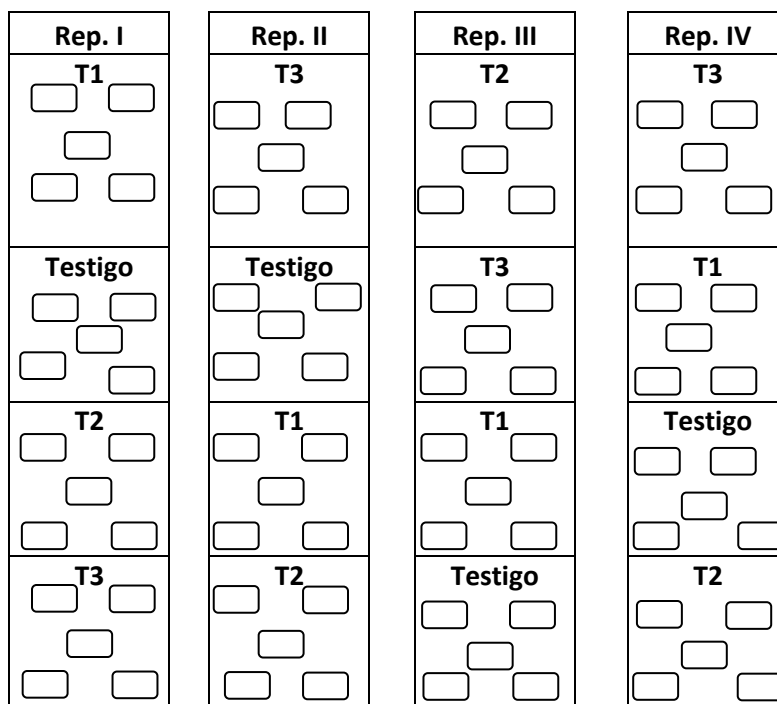 Rep. I Rep. II Rep. III Rep. IV
T1 T3 T2 T3
Testigo Testigo T3 T1
T2 T1 T1 Testigo
T3 T2 Testigo T2